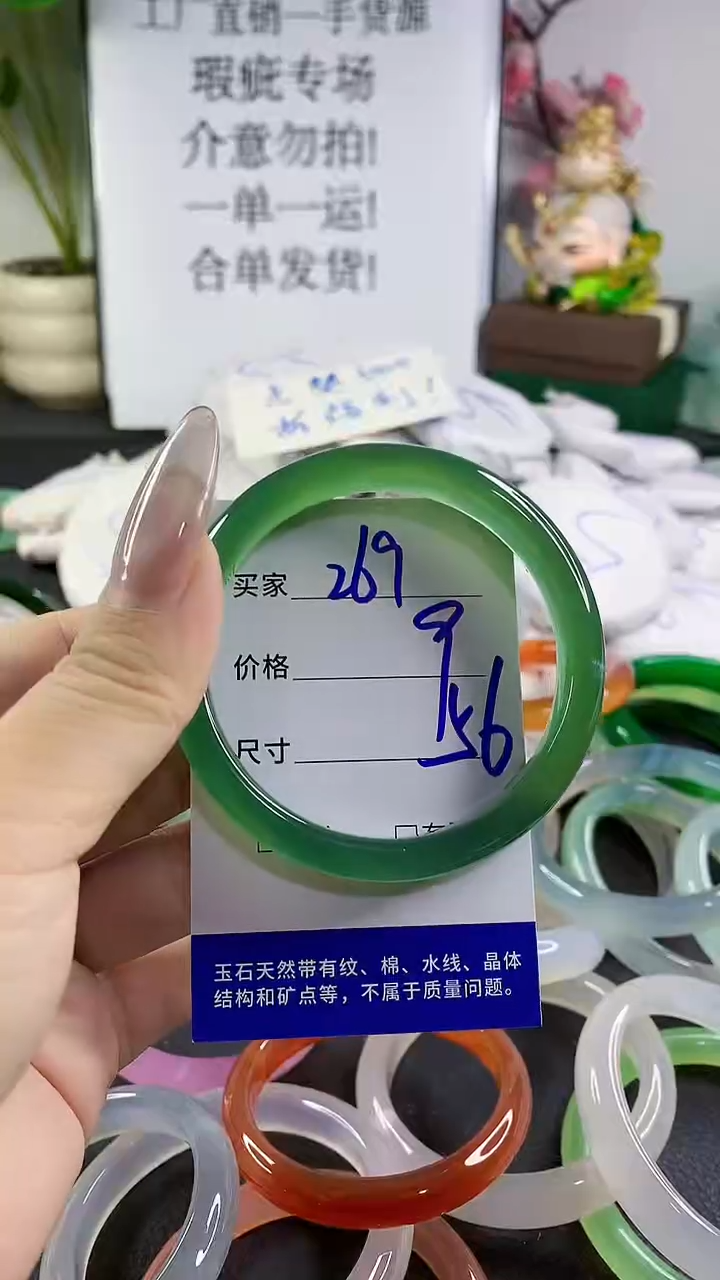 工厂直销一手货源
瑕疵专场
介意勿拍!
一单一运!
合单发货!
买家 269
价格 9
尺寸 56
玉石天然带有纹、棉、水线、晶体
结构和矿点等，不属于质量问题。